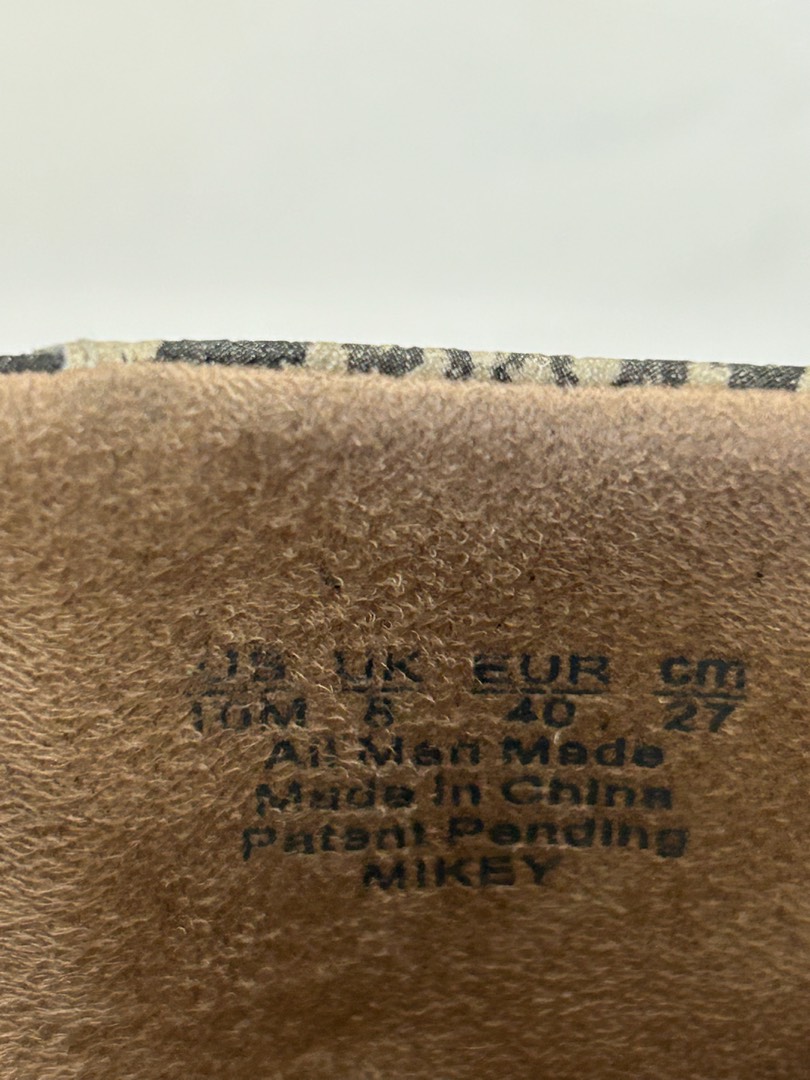 US UK EUR cm
10M 8 40 27
All Man Made
Made in China
Patent Pending
MIKEY